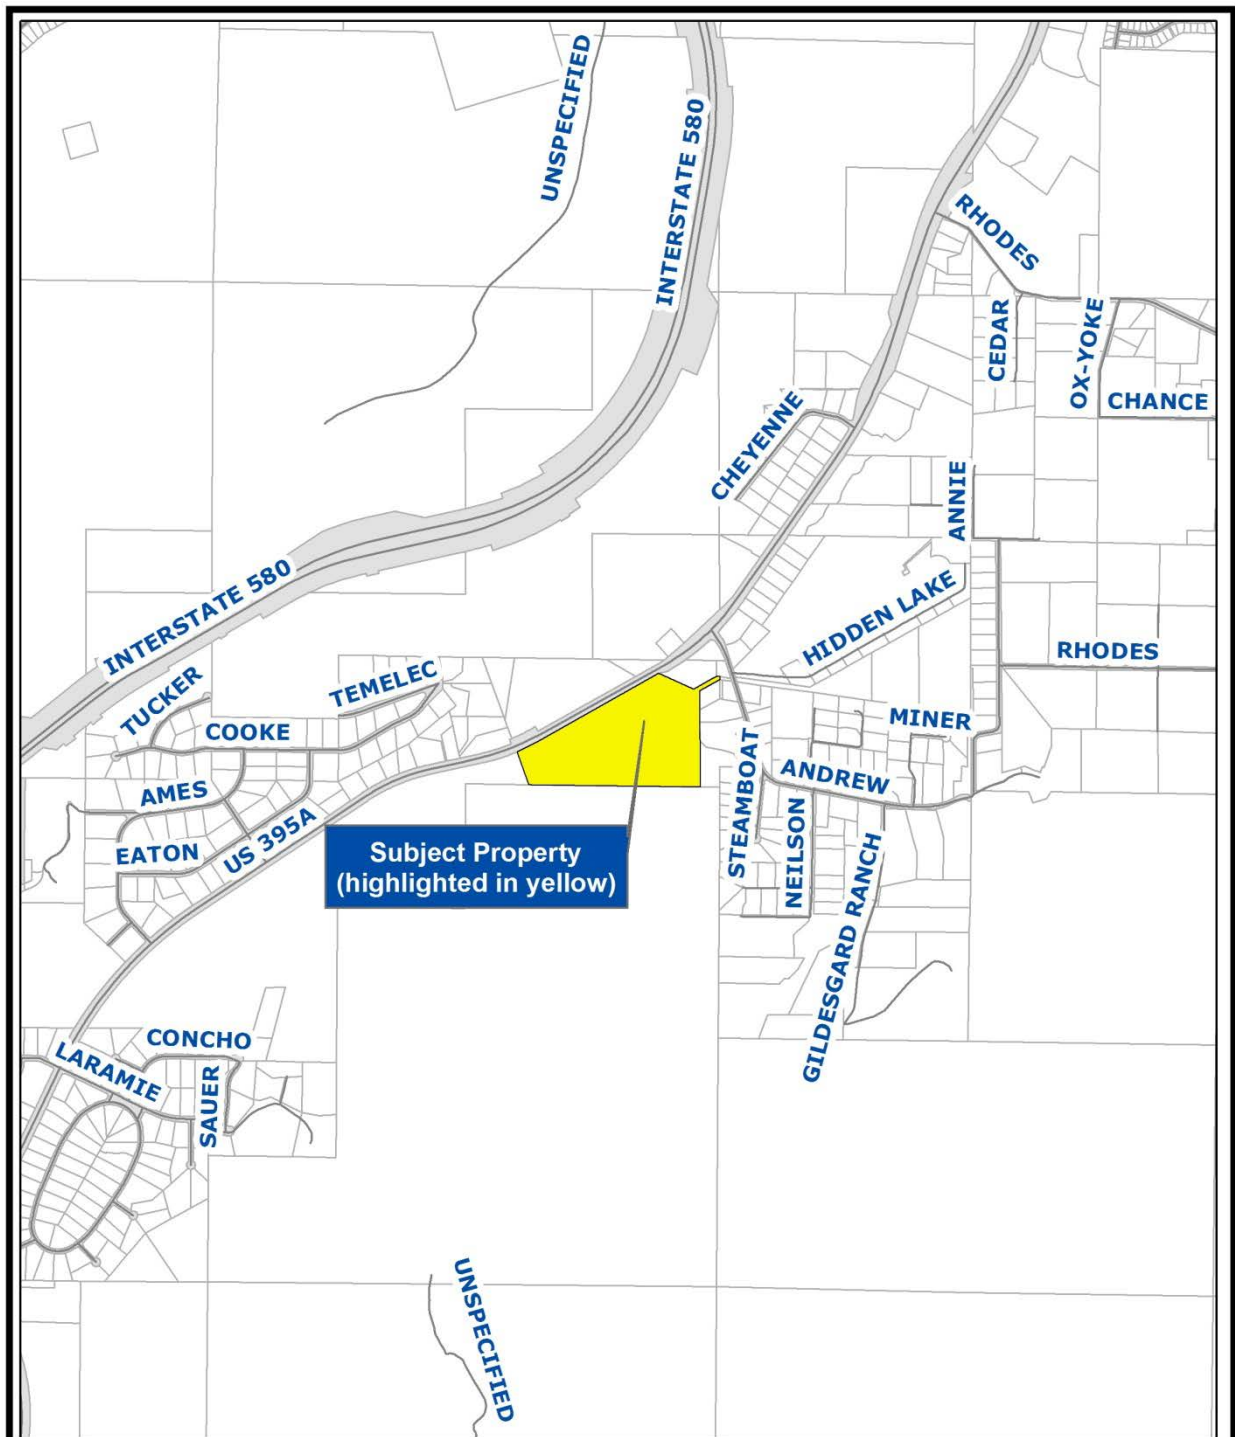 UNSPECIFIED
INTERSTATE 580
RHODES
CEDAR
OX-YOKE
CHANCE
CHEYENNE
ANNIE
INTERSTATE 580
HIDDEN LAKE
RHODES
TUCKER
TEMELEC
COOKE
MINER
AMES
STEAMBOAT
ANDREW
EATON
US 395A
NEILSON
Subject Property
(highlighted in yellow)
GILDESGARD RANCH
CONCHO
LARAMIE
SAUER
UNSPECIFIED